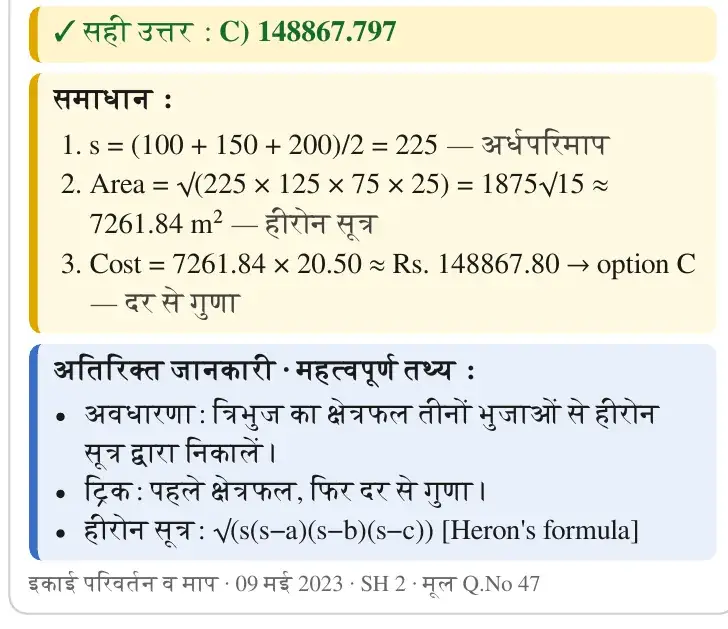 ✓ सही उत्तर : C) 148867.797
समाधान :
1. s = (100 + 150 + 200)/2 = 225 — अर्धपरिमाप
2. Area = √(225 × 125 × 75 × 25) = 1875√15 ≈
7261.84 m² — हीरोन सूत्र
3. Cost = 7261.84 × 20.50 ≈ Rs. 148867.80 → option C
— दर से गुणा
अतिरिक्त जानकारी · महत्वपूर्ण तथ्य :
• अवधारणा : त्रिभुज का क्षेत्रफल तीनों भुजाओं से हीरोन
सूत्र द्वारा निकालें।
• ट्रिक : पहले क्षेत्रफल, फिर दर से गुणा।
• हीरोन सूत्र : √(s(s−a)(s−b)(s−c)) [Heron's formula]
इकाई परिवर्तन व माप · 09 मई 2023 · SH 2 · मूल Q.No 47